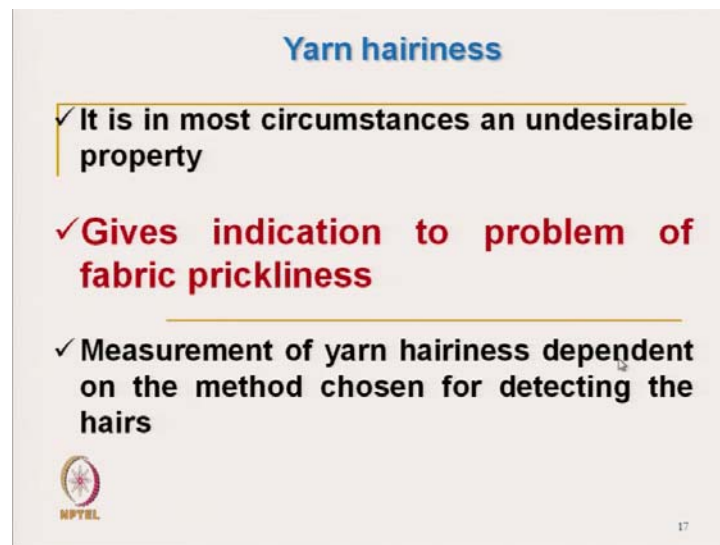 Yarn hairiness
✓ It is in most circumstances an undesirable
property
✓ Gives indication to problem of
fabric prickliness
✓ Measurement of yarn hairiness dependent
on the method chosen for detecting the
hairs
NPTEL
17